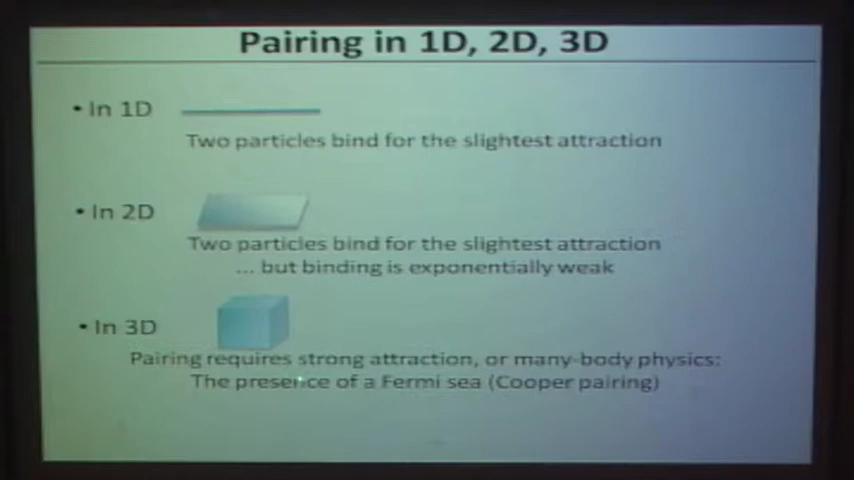 Pairing in 1D, 2D, 3D
• In 1D
Two particles bind for the slightest attraction
• In 2D
Two particles bind for the slightest attraction
... but binding is exponentially weak
• In 3D
Pairing requires strong attraction, or many-body physics:
The presence of a Fermi sea (Cooper pairing)